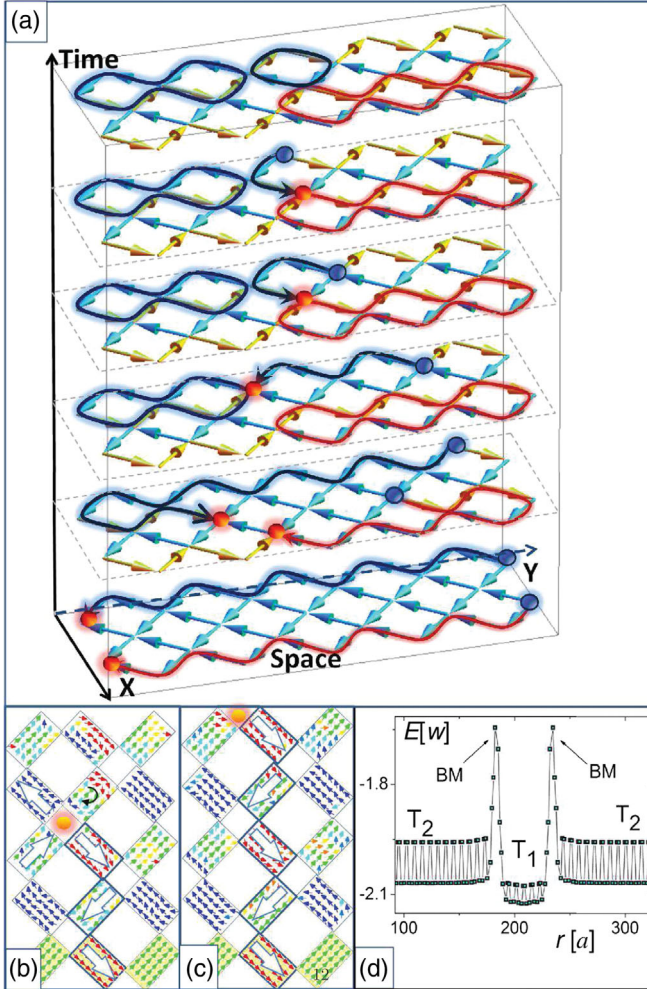 (a)
Time
Y
Space
X
(b)
(c)
12
(d)
E[w]
BM
BM
-1.8
T2
T1
T2
-2.1
100
200
300
r [a]